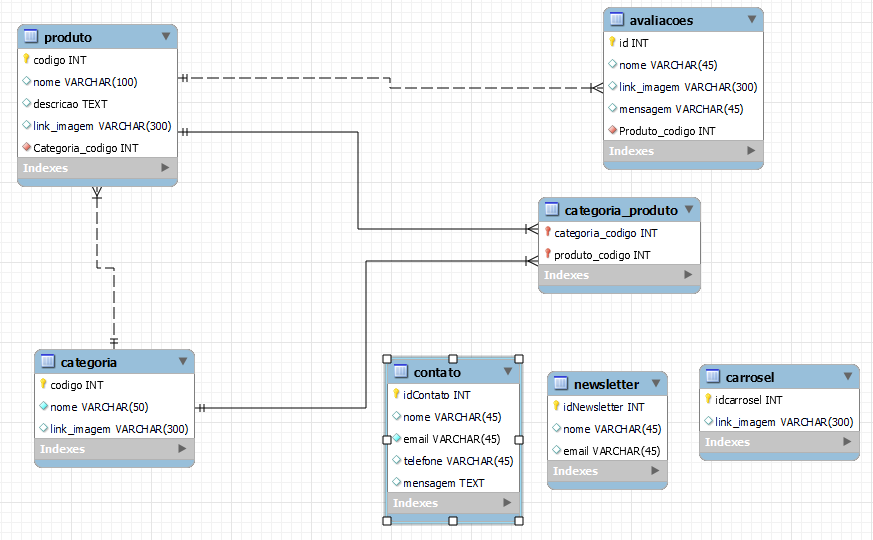 produto
codigo INT
nome VARCHAR(100)
descricao TEXT
link_imagem VARCHAR(300)
Categoria_codigo INT
Indexes
avaliacoes
id INT
nome VARCHAR(45)
link_imagem VARCHAR(300)
mensagem VARCHAR(45)
Produto_codigo INT
Indexes
categoria_produto
categoria_codigo INT
produto_codigo INT
Indexes
categoria
codigo INT
nome VARCHAR(50)
link_imagem VARCHAR(300)
Indexes
contato
idContato INT
nome VARCHAR(45)
email VARCHAR(45)
telefone VARCHAR(45)
mensagem TEXT
Indexes
newsletter
idNewsletter INT
nome VARCHAR(45)
email VARCHAR(45)
Indexes
carrosel
idcarrosel INT
link_imagem VARCHAR(300)
Indexes